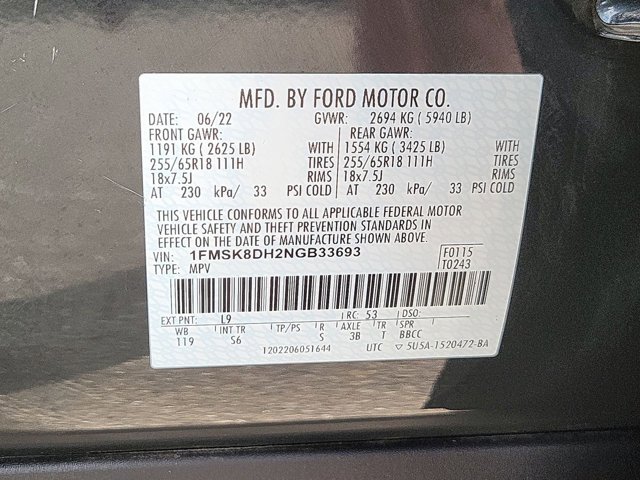 MFD. BY FORD MOTOR CO.
DATE: 06/22 GVWR: 2694 KG ( 5940 LB)
FRONT GAWR: REAR GAWR:
1191 KG ( 2625 LB) WITH 1554 KG ( 3425 LB) WITH
255/65R18 111H TIRES 255/65R18 111H TIRES
18x7.5J RIMS 18x7.5J RIMS
AT 230 kPa/ 33 PSI COLD AT 230 kPa/ 33 PSI COLD
THIS VEHICLE CONFORMS TO ALL APPLICABLE FEDERAL MOTOR
VEHICLE SAFETY AND THEFT PREVENTION STANDARDS IN
EFFECT ON THE DATE OF MANUFACTURE SHOWN ABOVE.
VIN: 1FMSK8DH2NGB33693 F0115
TYPE: MPV T0243
EXT PNT: L9 RC: 53 DSO:
WB INT TR TP/PS R AXLE TR SPR
119 S6 S 3B T BBCC
1202206051644 UTC ▽ 5U5A-1520472-BA